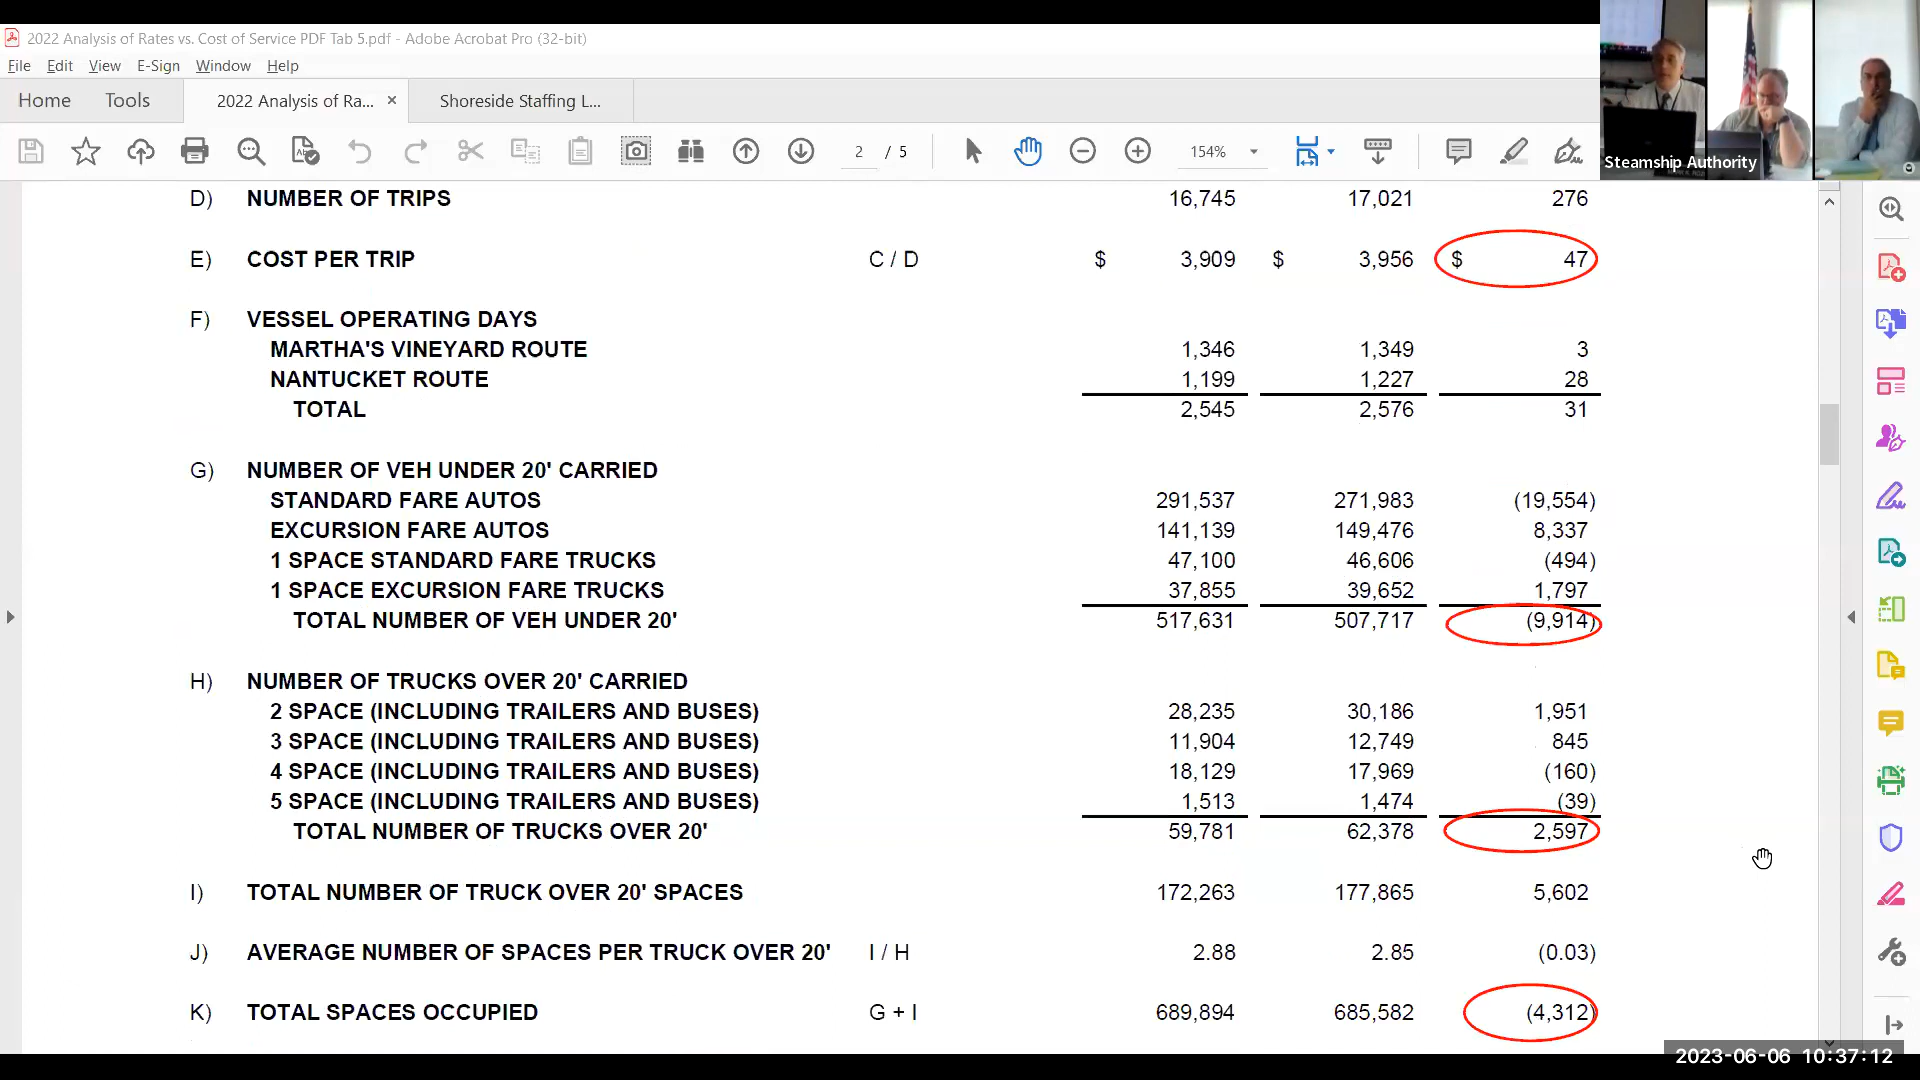 2022 Analysis of Rates vs. Cost of Service PDF Tab 5.pdf - Adobe Acrobat Pro (32-bit)
File Edit View E-Sign Window Help
Home Tools 2022 Analysis of Ra... × Shoreside Staffing L...
2 / 5 154%
Steamship Authority
D) NUMBER OF TRIPS 16,745 17,021 276
E) COST PER TRIP C / D $ 3,909 $ 3,956 $ 47
F) VESSEL OPERATING DAYS
MARTHA'S VINEYARD ROUTE 1,346 1,349 3
NANTUCKET ROUTE 1,199 1,227 28
TOTAL 2,545 2,576 31
G) NUMBER OF VEH UNDER 20' CARRIED
STANDARD FARE AUTOS 291,537 271,983 (19,554)
EXCURSION FARE AUTOS 141,139 149,476 8,337
1 SPACE STANDARD FARE TRUCKS 47,100 46,606 (494)
1 SPACE EXCURSION FARE TRUCKS 37,855 39,652 1,797
TOTAL NUMBER OF VEH UNDER 20' 517,631 507,717 (9,914)
H) NUMBER OF TRUCKS OVER 20' CARRIED
2 SPACE (INCLUDING TRAILERS AND BUSES) 28,235 30,186 1,951
3 SPACE (INCLUDING TRAILERS AND BUSES) 11,904 12,749 845
4 SPACE (INCLUDING TRAILERS AND BUSES) 18,129 17,969 (160)
5 SPACE (INCLUDING TRAILERS AND BUSES) 1,513 1,474 (39)
TOTAL NUMBER OF TRUCKS OVER 20' 59,781 62,378 2,597
I) TOTAL NUMBER OF TRUCK OVER 20' SPACES 172,263 177,865 5,602
J) AVERAGE NUMBER OF SPACES PER TRUCK OVER 20' I / H 2.88 2.85 (0.03)
K) TOTAL SPACES OCCUPIED G + I 689,894 685,582 (4,312)
2023-06-06 10:37:12